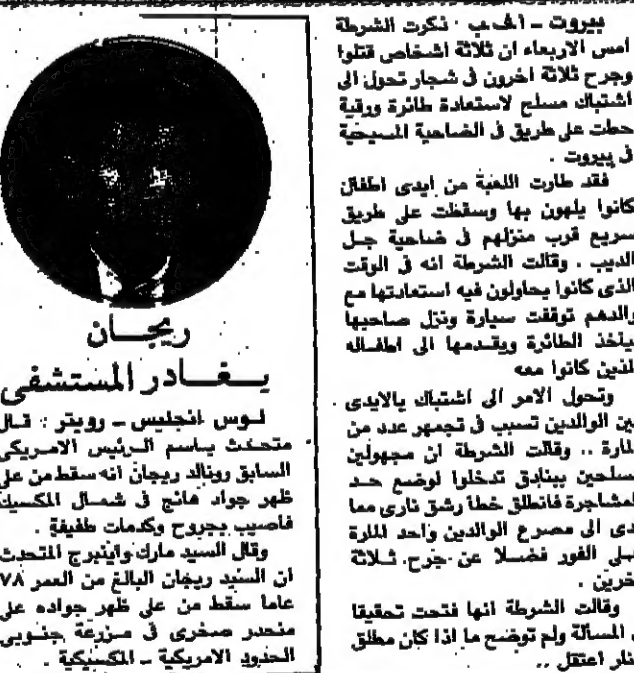 بيروت - ا.ف.ب : ذكرت الشرطة
امس الاربعاء ان ثلاثة اشخاص قتلوا
وجرح ثلاثة اخرون في شجار تحول الى
اشتباك مسلح لاستعادة طائرة ورقية
حطت على طريق في الضاحية المسيحية
في بيروت .
فقد طارت اللعبة من ايدى اطفال
كانوا يلهون بها وسقطت على طريق
سريع قرب منزلهم في ضاحية جل
الديب . وقالت الشرطة انه في الوقت
الذى كانوا يحاولون فيه استعادتها مع
والدهم توقفت سيارة ونزل صاحبها
ليأخذ الطائرة ويقدمها الى اطفاله
الذين كانوا معه
وتحول الامر الى اشتباك بالايدى
بين الوالدين تسبب في تجمهر عدد من
المارة .. وقالت الشرطة ان مجهولين
مسلحين ببنادق تدخلوا لوضع حد
للمشاجرة فانطلق خطأ رشق نارى مما
ادى الى مصرع الوالدين واحد المارة
على الفور فضلا عن جرح ثلاثة
اخرين .
وقالت الشرطة انها فتحت تحقيقا
المسألة ولم توضح ما اذا كان مطلق
النار اعتقل ..
ريجان
يغادر المستشفى
لوس انجليس - رويتر : قال
متحدث باسم الرئيس الامريكى
السابق رونالد ريجان انه سقط من على
ظهر جواد هائج في شمال المكسيك
فاصيب بجروح وكدمات طفيفة .
وقال السيد مارك واينبرج المتحدث
ان السيد ريجان البالغ من العمر ٧٨
عاما سقط من على ظهر جواده على
منحدر صخرى في مزرعة جنوبى
الحدود الامريكية - المكسيكية .